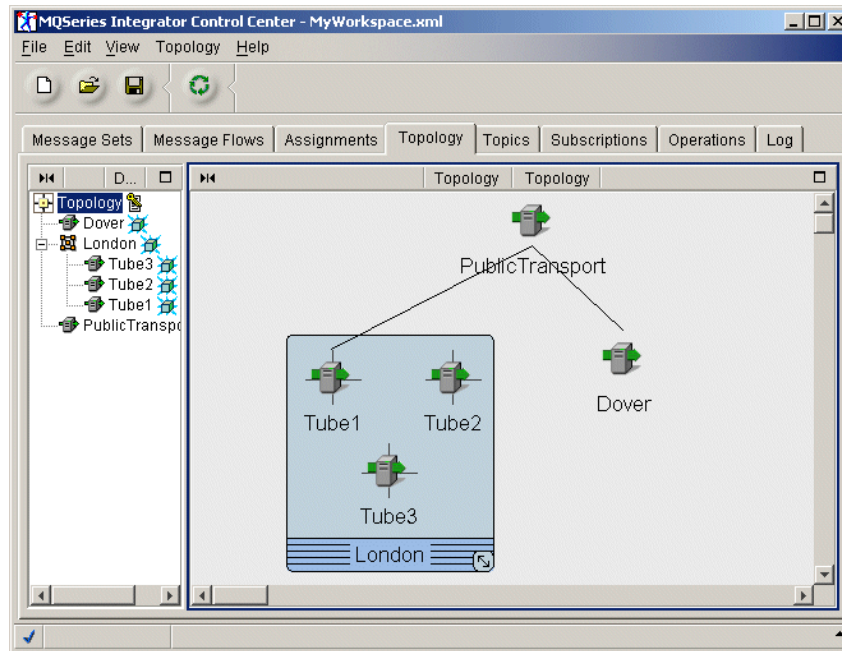 MQSeries Integrator Control Center - MyWorkspace.xml
File Edit View Topology Help
Message Sets Message Flows Assignments Topology Topics Subscriptions Operations Log
D... Topology Topology
Topology
Dover
London
Tube3
Tube2
Tube1
PublicTranspo
PublicTransport
Tube1 Tube2
Dover
Tube3
London